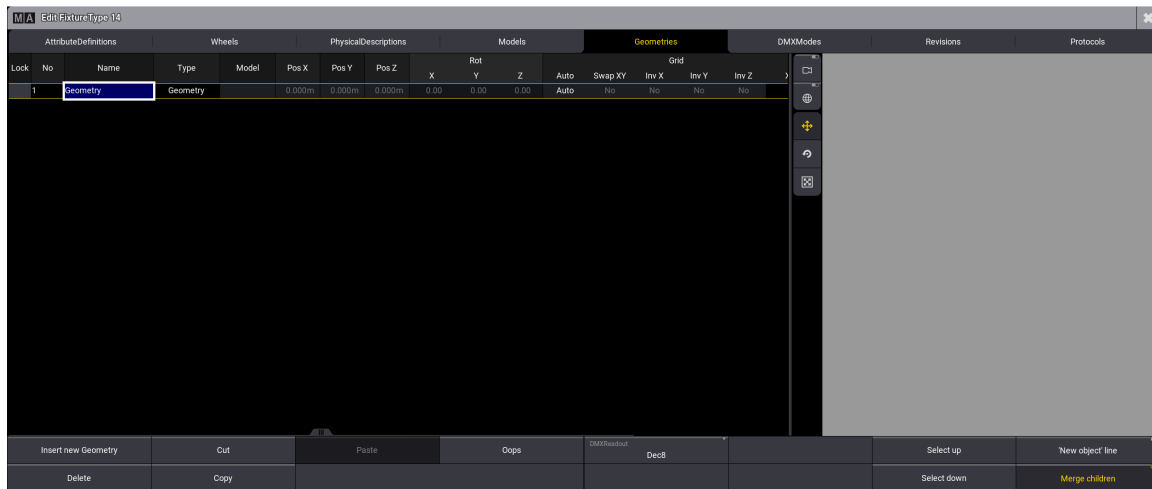 MA Edit FixtureType 14
AttributeDefinitions Wheels PhysicalDescriptions Models Geometries DMXModes Revisions Protocols
Rot Grid
Lock No Name Type Model Pos X Pos Y Pos Z X Y Z Auto Swap XY Inv X Inv Y Inv Z
1 Geometry Geometry 0.000m 0.000m 0.000m 0.00 0.00 0.00 Auto No No No No
Insert new Geometry Cut Paste Oops DMXReadout Dec8 Select up 'New object' line
Delete Copy Select down Merge children